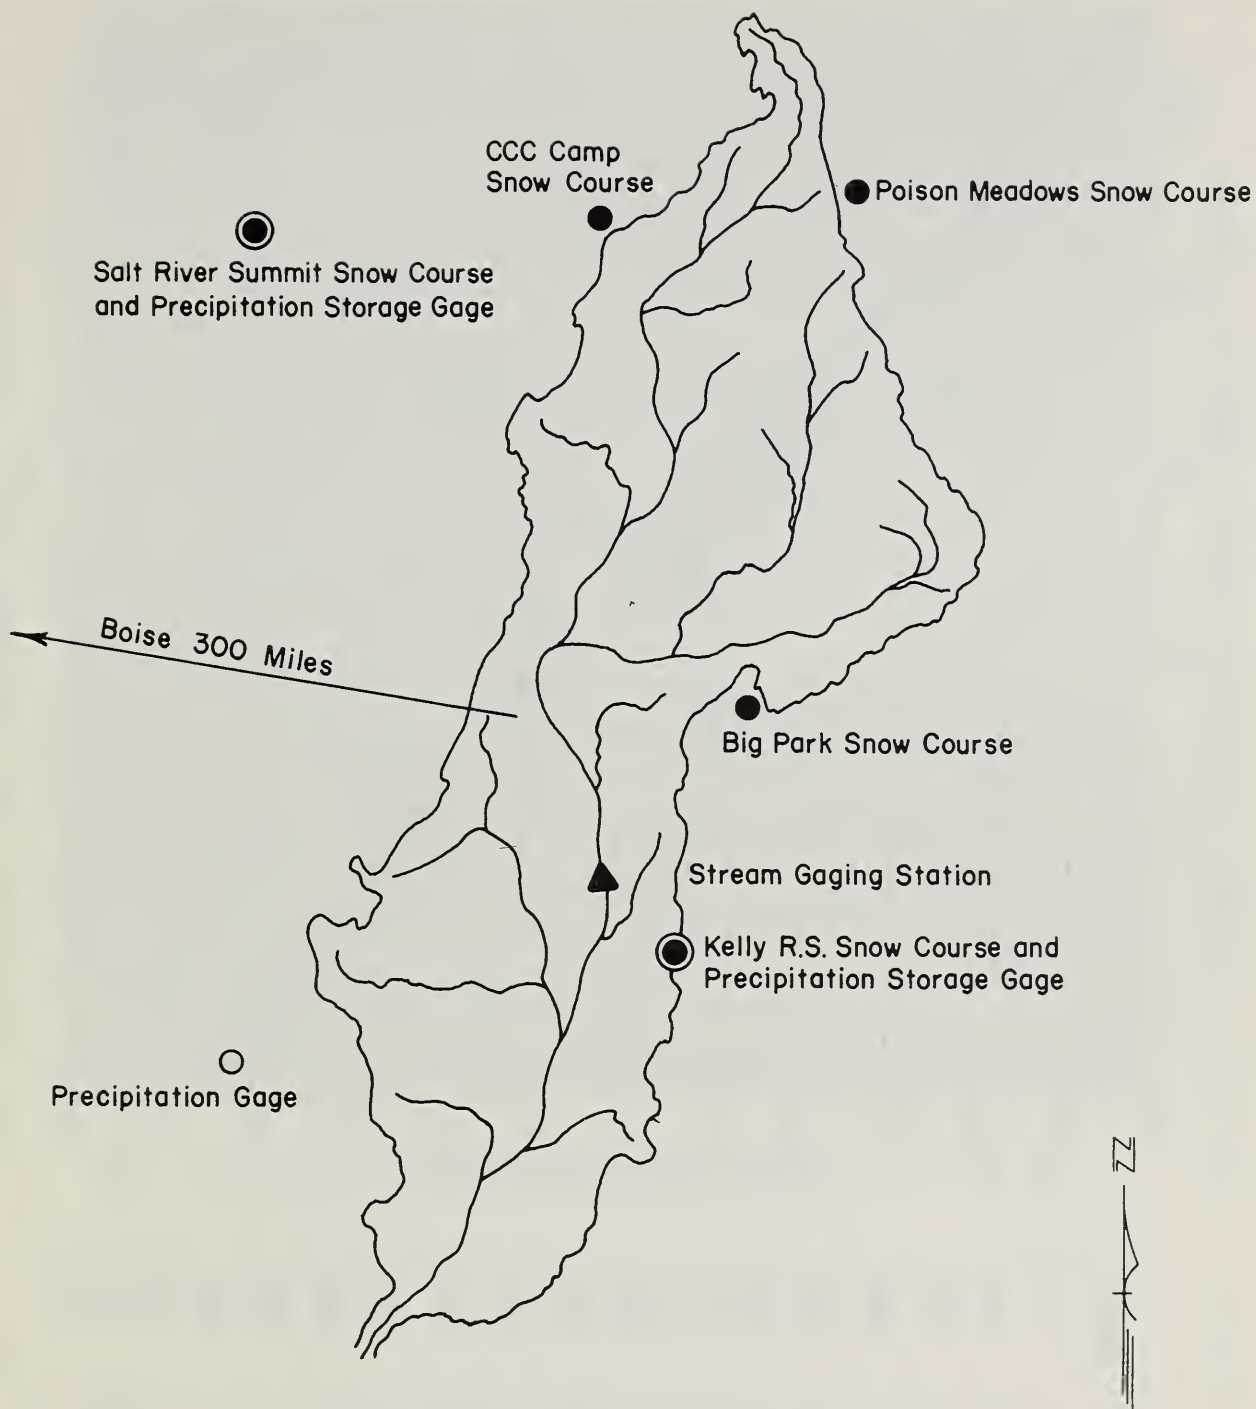 CCC Camp
Snow Course
Poison Meadows Snow Course
Salt River Summit Snow Course
and Precipitation Storage Gage
Boise 300 Miles
Big Park Snow Course
Stream Gaging Station
Kelly R.S. Snow Course and
Precipitation Storage Gage
Precipitation Gage
N